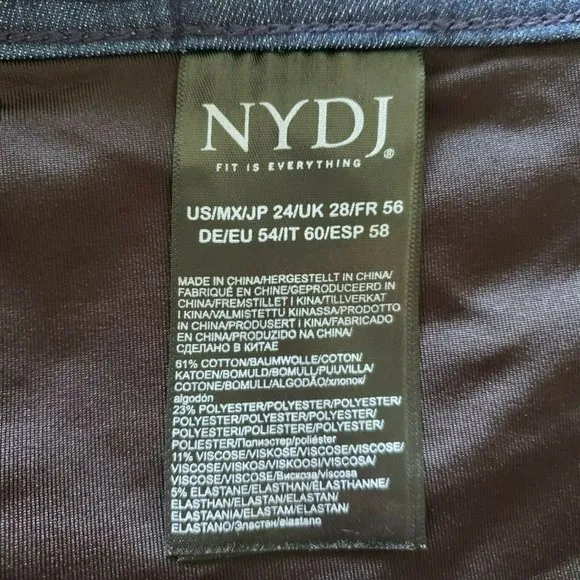 NYDJ®
FIT IS EVERYTHING
US/MX/JP 24/UK 28/FR 56
DE/EU 54/IT 60/ESP 58
MADE IN CHINA/HERGESTELLT IN CHINA/
FABRIQUÉ EN CHINE/GEPRODUCEERD IN
CHINA/FREMSTILLET I KINA/TILLVERKAT
I KINA/VALMISTETTU KIINASSA/PRODOTTO
IN CHINA/PRODUSERT I KINA/FABRICADO
EN CHINA/PRODUZIDO NA CHINA/
СДЕЛАНО В КИТАЕ
61% COTTON/BAUMWOLLE/COTON/
KATOEN/BOMULD/BOMULL/PUUVILLA/
COTONE/BOMULL/ALGODÃO/хлопок/
algodón
23% POLYESTER/POLYESTER/POLYESTER/
POLYESTER/POLYESTER/POLYESTER/
POLYESTERI/POLIESTERE/POLYESTER/
POLIESTER/Полиэстер/poliéster
11% VISCOSE/VISKOSE/VISCOSE/
VISCOSE/VISKOS/VISKOOSI/VISCOSA/
VISCOSE/VISCOSE/Вискоза/viscosa
5% ELASTANE/ELASTHAN/ÉLASTHANNE/
ELASTHAN/ELASTAN/ELASTAN/
ELASTAANI/A ELASTAM/ELASTAN/
ELASTANO/Эластан/elastano